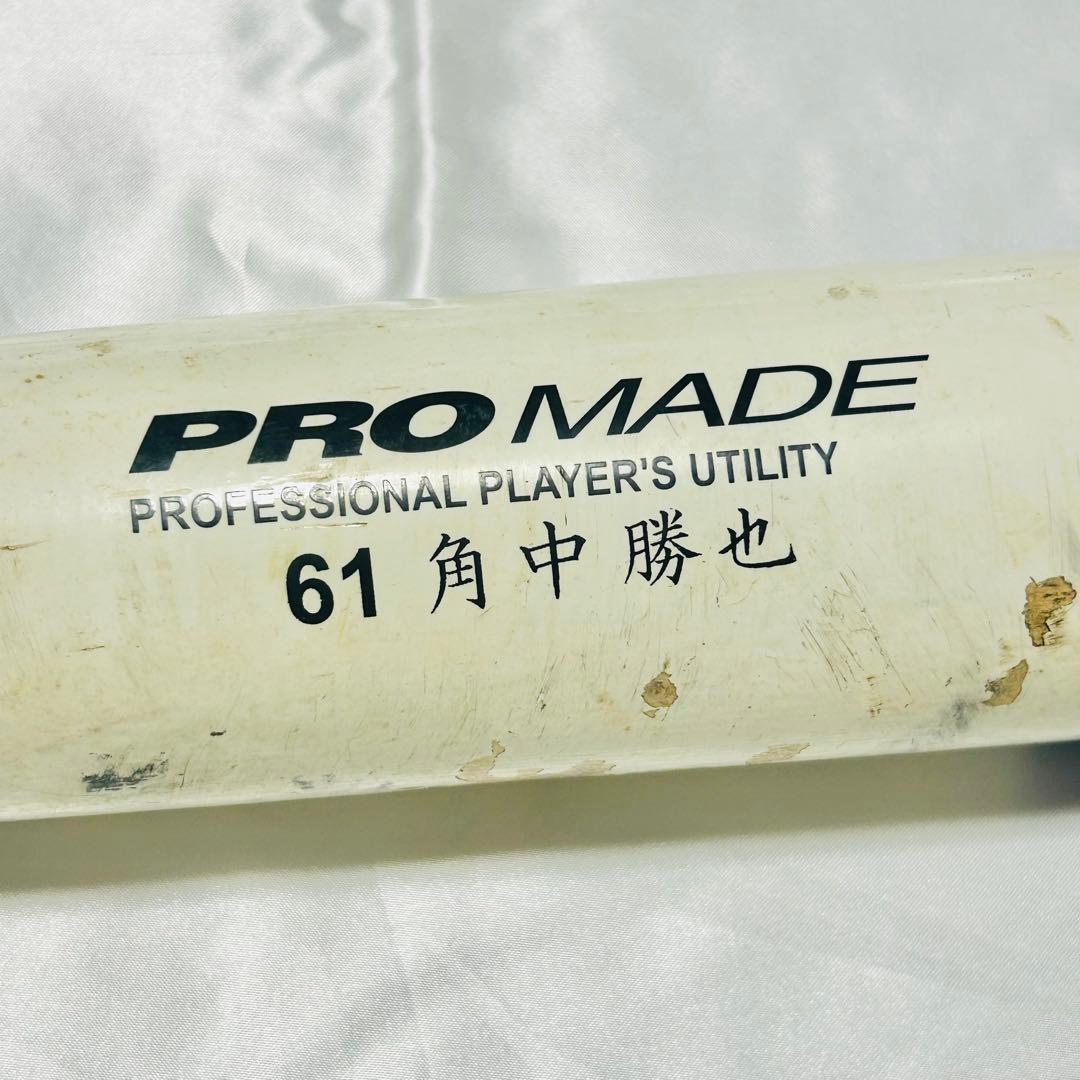 PRO MADE
PROFESSIONAL PLAYER'S UTILITY
61 角中勝也